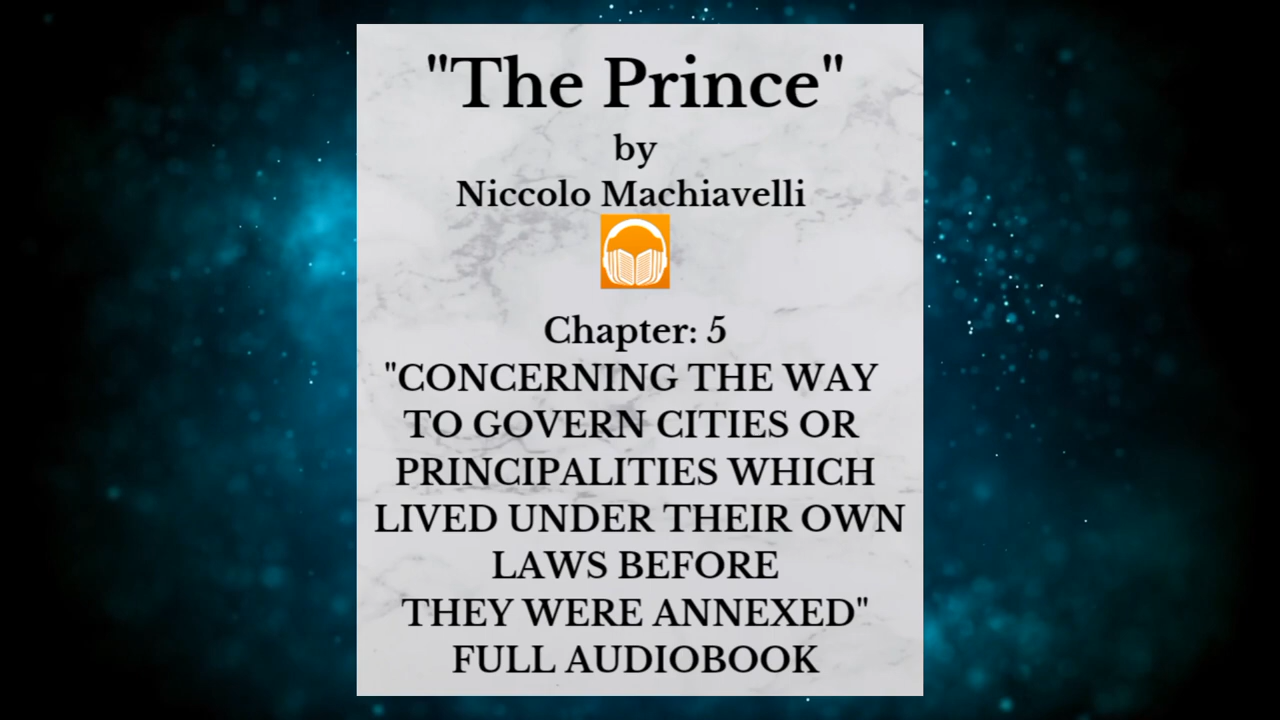 "The Prince"
by
Niccolo Machiavelli
Chapter: 5
"CONCERNING THE WAY
TO GOVERN CITIES OR
PRINCIPALITIES WHICH
LIVED UNDER THEIR OWN
LAWS BEFORE
THEY WERE ANNEXED"
FULL AUDIOBOOK